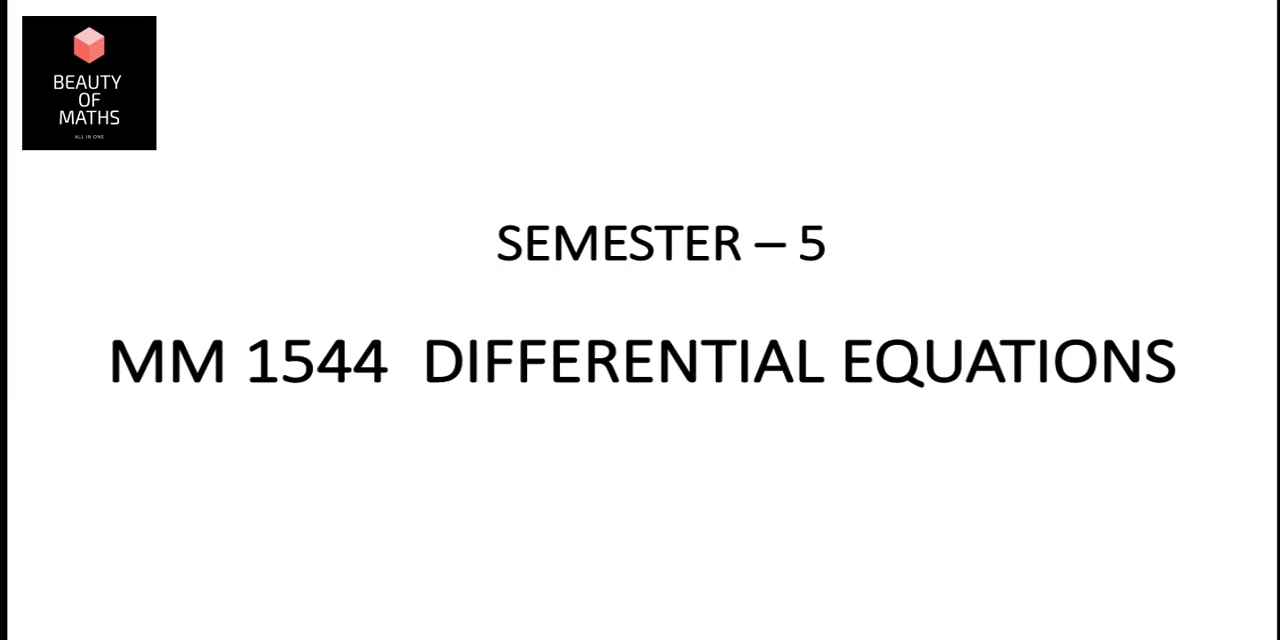 BEAUTY
OF
MATHS
ALL IN ONE
SEMESTER – 5
MM 1544 DIFFERENTIAL EQUATIONS